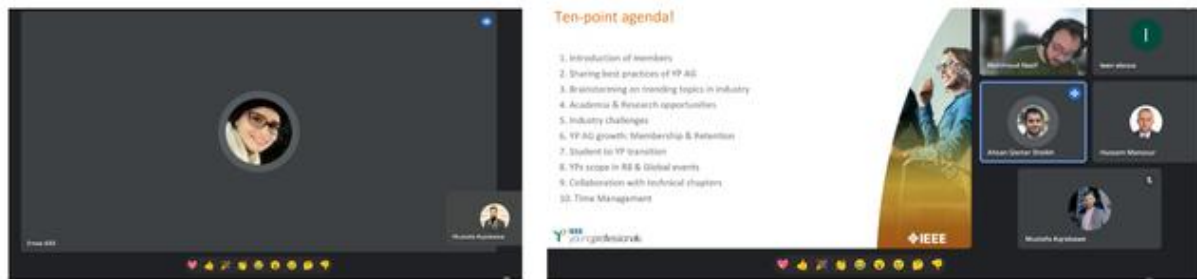 Ten-point agenda!
1. Introduction of members
2. Sharing best practices of YP AG
3. Brainstorming on trending topics in industry
4. Academia & Research opportunities
5. Industry challenges
6. YP AG growth: Membership & Retention
7. Student to YP transition
8. YPs scope in R8 & Global events
9. Collaboration with technical chapters
10. Time Management
IEEE
youngprofessionals
IEEE
Mahmoud
I
Ahsan Qamar Sheikh
Hussam Mansour
Mustafa
Mustafa